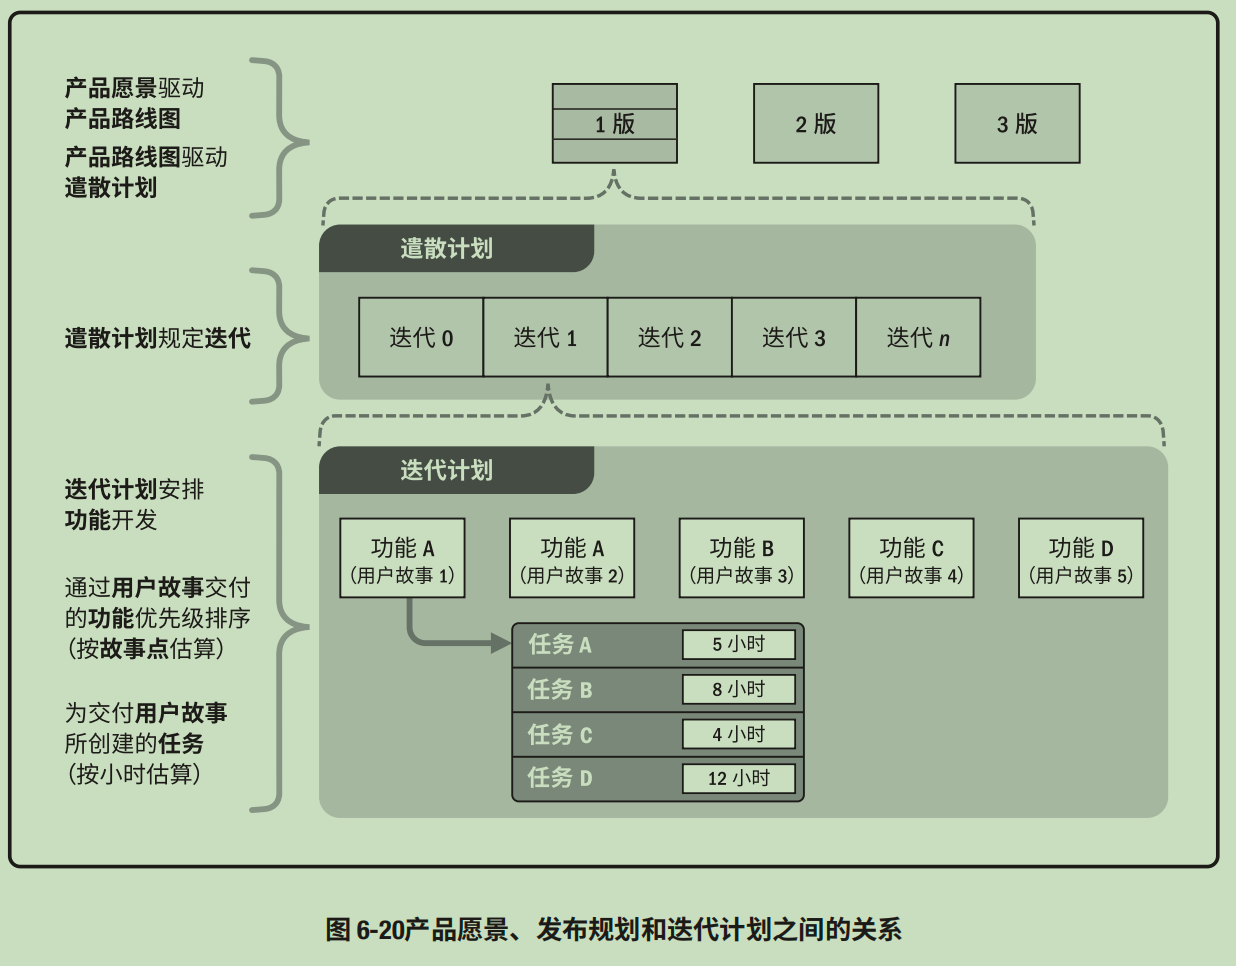 产品愿景驱动
产品路线图
产品路线图驱动
遣散计划
1 版
2 版
3 版
遣散计划
遣散计划规定迭代
迭代 0
迭代 1
迭代 2
迭代 3
迭代 n
迭代计划
迭代计划安排
功能开发
通过用户故事交付
的功能优先级排序
（按故事点估算）
为交付用户故事
所创建的任务
（按小时估算）
功能 A
（用户故事 1）
功能 A
（用户故事 2）
功能 B
（用户故事 3）
功能 C
（用户故事 4）
功能 D
（用户故事 5）
任务 A
5 小时
任务 B
8 小时
任务 C
4 小时
任务 D
12 小时
图 6-20产品愿景、发布规划和迭代计划之间的关系